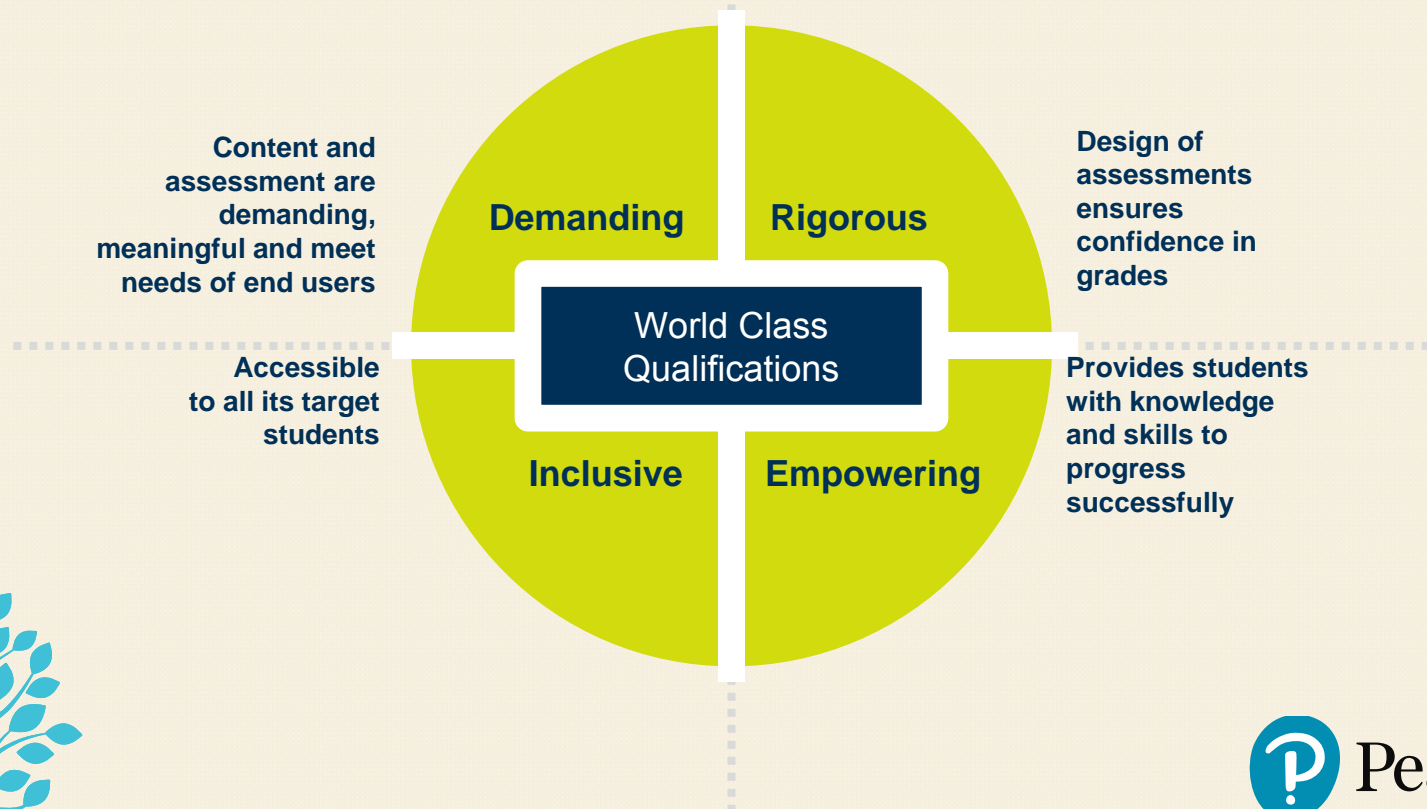 Content and
assessment are
demanding,
meaningful and meet
needs of end users
Demanding
Rigorous
Design of
assessments
ensures
confidence in
grades
World Class
Qualifications
Accessible
to all its target
students
Inclusive
Empowering
Provides students
with knowledge
and skills to
progress
successfully